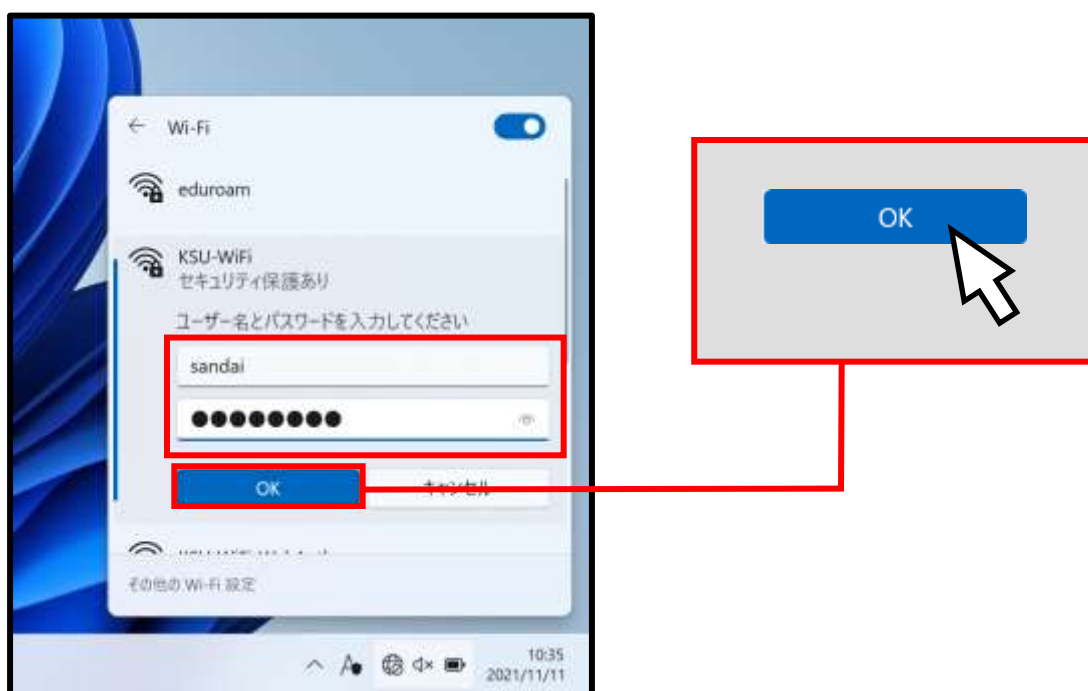 Wi-Fi
eduroam
KSU-WiFi
セキュリティ保護あり
ユーザー名とパスワードを入力してください
sandai
●●●●●●●●
OK
キャンセル
その他の Wi-Fi 設定
10:35
2021/11/11
OK